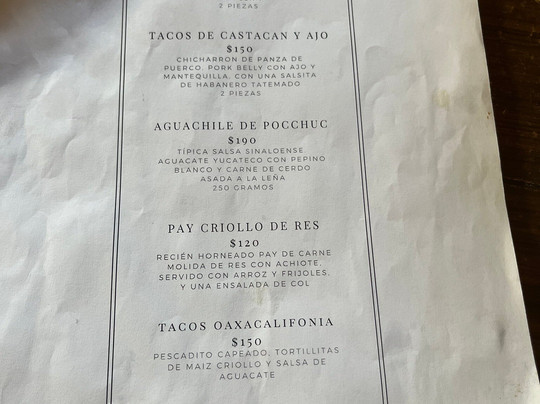 2 PIEZAS
TACOS DE CASTACAN Y AJO
$150
CHICHARRON DE PANZA DE
PUERCO, PORK BELLY CON AJO Y
MANTEQUILLA, CON UNA SALSITA
DE HABANERO TATEMADO
2 PIEZAS
AGUACHILE DE POCCHUC
$190
TÍPICA SALSA SINALOENSE,
AGUACATE YUCATECO CON PEPINO
BLANCO Y CARNE DE CERDO
ASADA A LA LEÑA
250 GRAMOS
PAY CRIOLLO DE RES
$120
RECIÉN HORNEADO PAY DE CARNE
MOLIDA DE RES CON ACHIOTE,
SERVIDO CON ARROZ Y FRIJOLES,
Y UNA ENSALADA DE COL
TACOS OAXACALIFONIA
$150
PESCADITO CAPEADO, TORTILLITAS
DE MAIZ CRIOLLO Y SALSA DE
AGUACATE